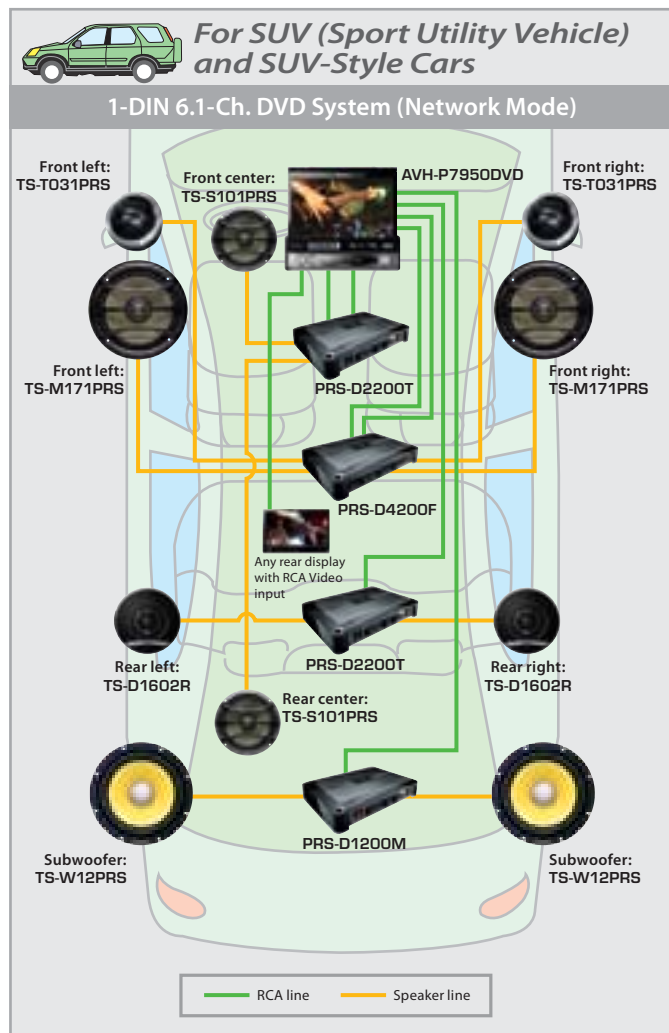 For SUV (Sport Utility Vehicle)
and SUV-Style Cars
1-DIN 6.1-Ch. DVD System (Network Mode)
Front left:
TS-T031PRS
Front center:
TS-S101PRS
AVH-P7950DVD
Front right:
TS-T031PRS
Front left:
TS-M171PRS
PRS-D2200T
Front right:
TS-M171PRS
PRS-D4200F
Any rear display
with RCA Video
input
Rear left:
TS-D1602R
PRS-D2200T
Rear right:
TS-D1602R
Rear center:
TS-S101PRS
Subwoofer:
TS-W12PRS
PRS-D1200M
Subwoofer:
TS-W12PRS
RCA line
Speaker line